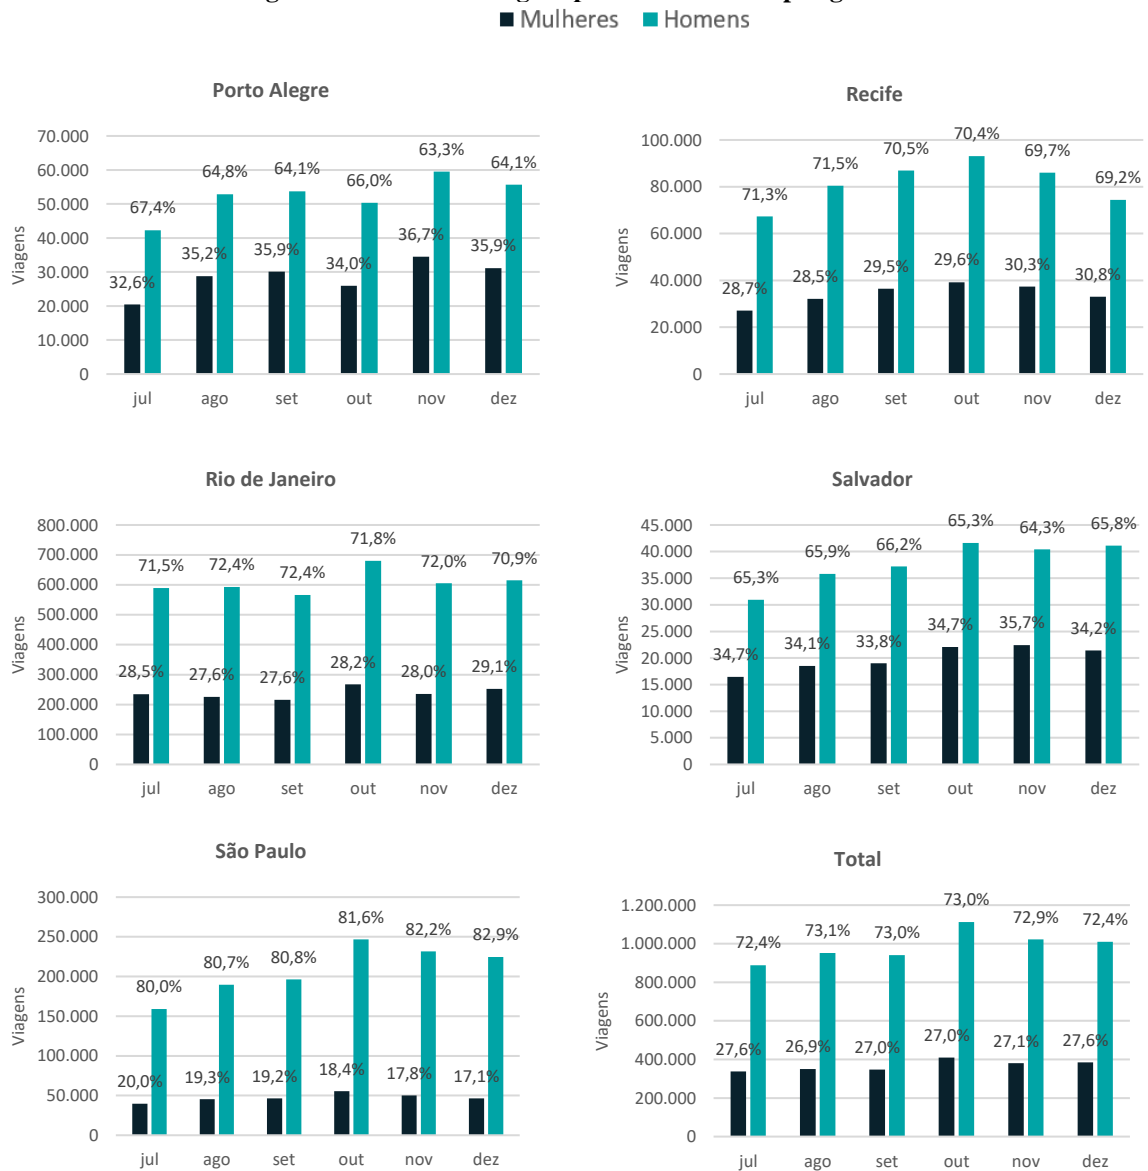 Mulheres Homens
Porto Alegre
Viagens
70.000
60.000
50.000
40.000
30.000
20.000
10.000
0
32,6% 67,4% 35,2% 64,8% 35,9% 64,1% 34,0% 66,0% 36,7% 63,3% 35,9% 64,1%
jul ago set out nov dez
Recife
Viagens
100.000
80.000
60.000
40.000
20.000
0
28,7% 71,3% 28,5% 71,5% 29,5% 70,5% 29,6% 70,4% 30,3% 69,7% 30,8% 69,2%
jul ago set out nov dez
Rio de Janeiro
Viagens
800.000
700.000
600.000
500.000
400.000
300.000
200.000
100.000
0
28,5% 71,5% 27,6% 72,4% 27,6% 72,4% 28,2% 71,8% 28,0% 72,0% 29,1% 70,9%
jul ago set out nov dez
Salvador
Viagens
45.000
40.000
35.000
30.000
25.000
20.000
15.000
10.000
5.000
0
34,7% 65,3% 34,1% 65,9% 33,8% 66,2% 34,7% 65,3% 35,7% 64,3% 34,2% 65,8%
jul ago set out nov dez
São Paulo
Viagens
300.000
250.000
200.000
150.000
100.000
50.000
0
20,0% 80,0% 19,3% 80,7% 19,2% 80,8% 18,4% 81,6% 17,8% 82,2% 17,1% 82,9%
jul ago set out nov dez
Total
Viagens
1.200.000
1.000.000
800.000
600.000
400.000
200.000
0
27,6% 72,4% 26,9% 73,1% 27,0% 73,0% 27,0% 73,0% 27,1% 72,9% 27,6% 72,4%
jul ago set out nov dez